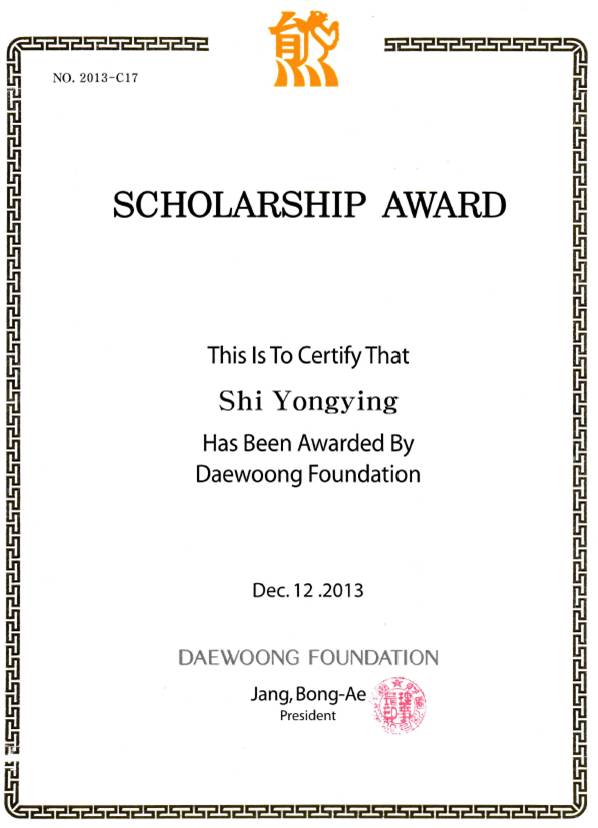 熊
NO. 2013-C17
SCHOLARSHIP AWARD
This Is To Certify That
Shi Yongying
Has Been Awarded By
Daewoong Foundation
Dec. 12 .2013
DAEWOONG FOUNDATION
Jang, Bong-Ae
President